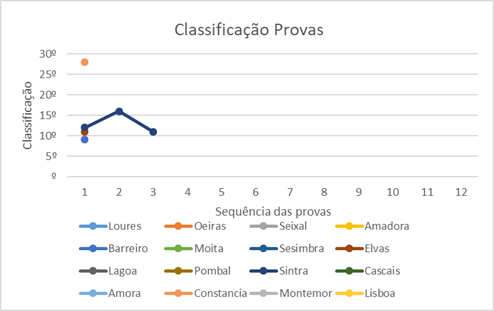 Classificação Provas
Classificação
30º
25º
20º
15º
10º
5º
º
1 2 3 4 5 6 7 8 9 10 11 12
Sequência das provas
Loures Oeiras Seixal Amadora
Barreiro Moita Sesimbra Elvas
Lagoa Pombal Sintra Cascais
Amora Constancia Montemor Lisboa